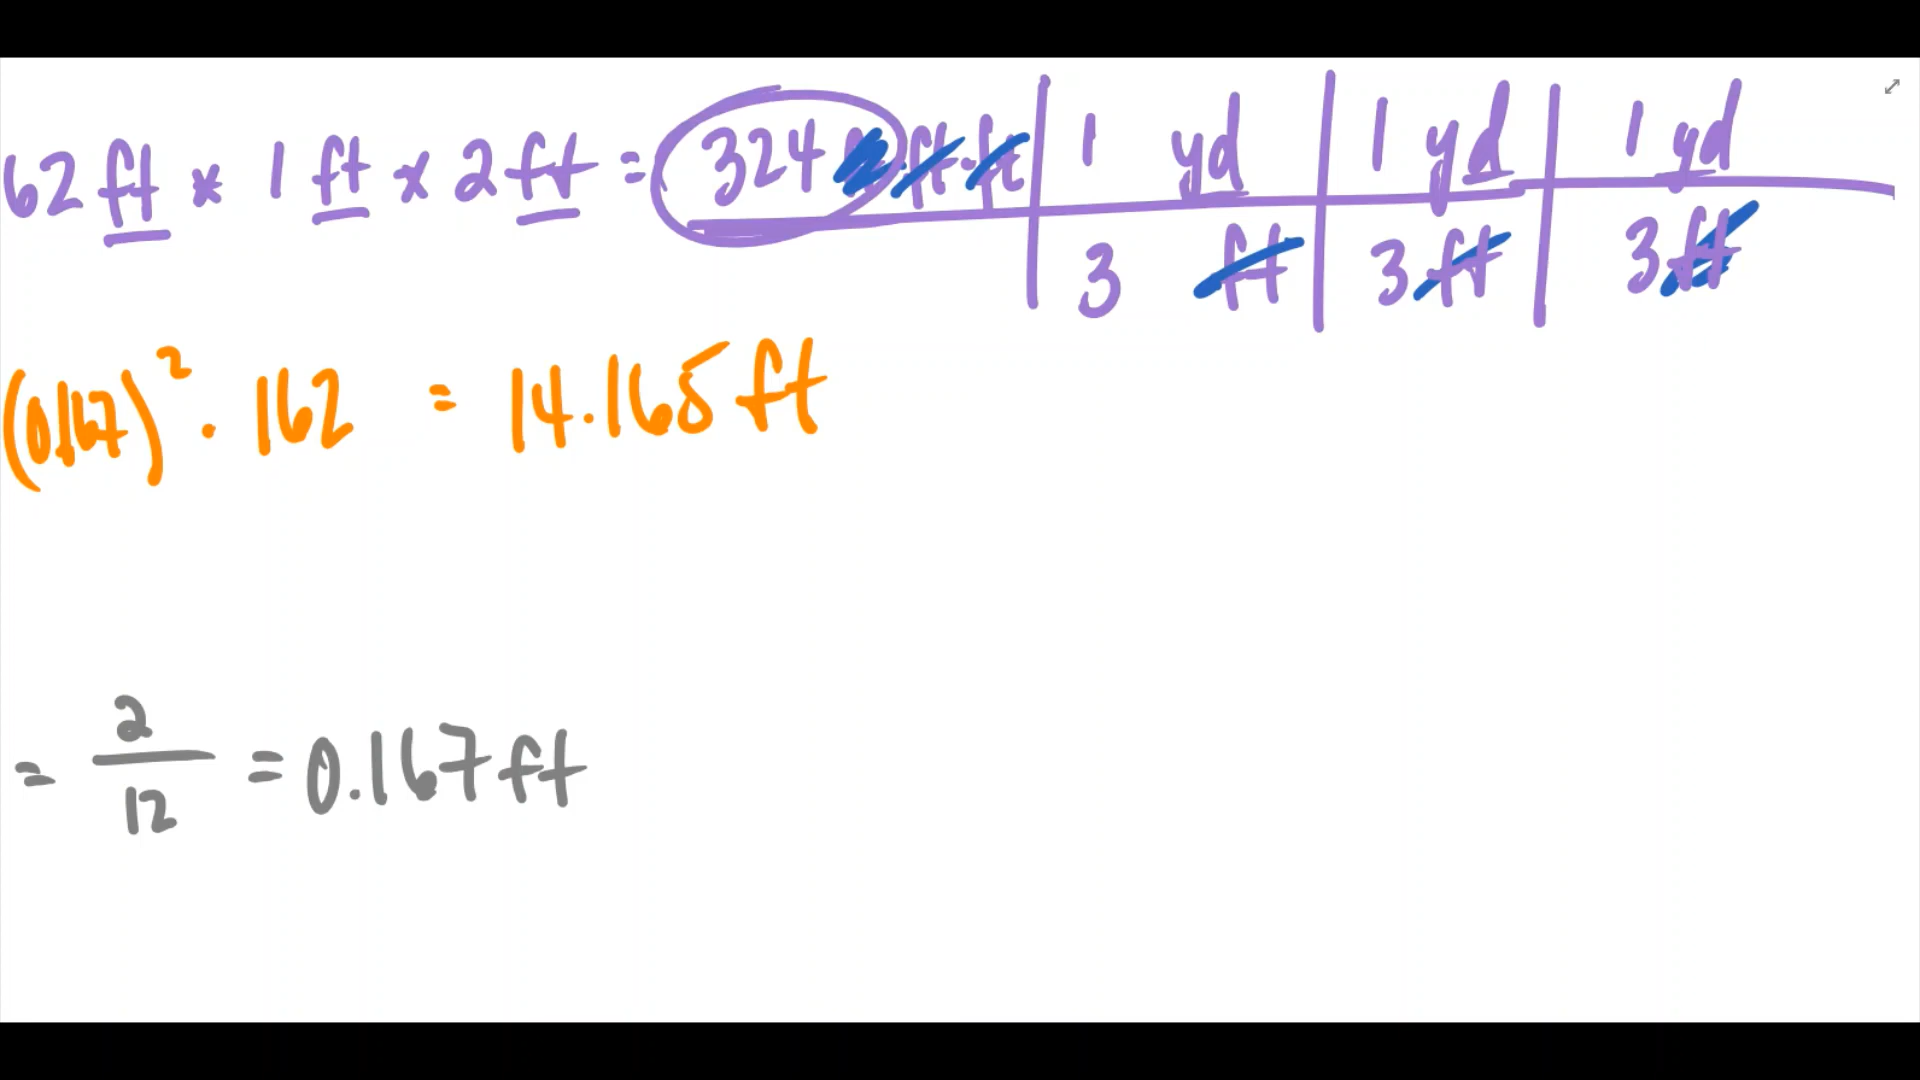 62 ft * 1 ft * 2 ft = 324 ft · ft · ft | 1 yd | 1 yd | 1 yd
3 ft | 3 ft | 3 ft
(0.167)² · 162 = 14.165 ft
= 2/12 = 0.167 ft